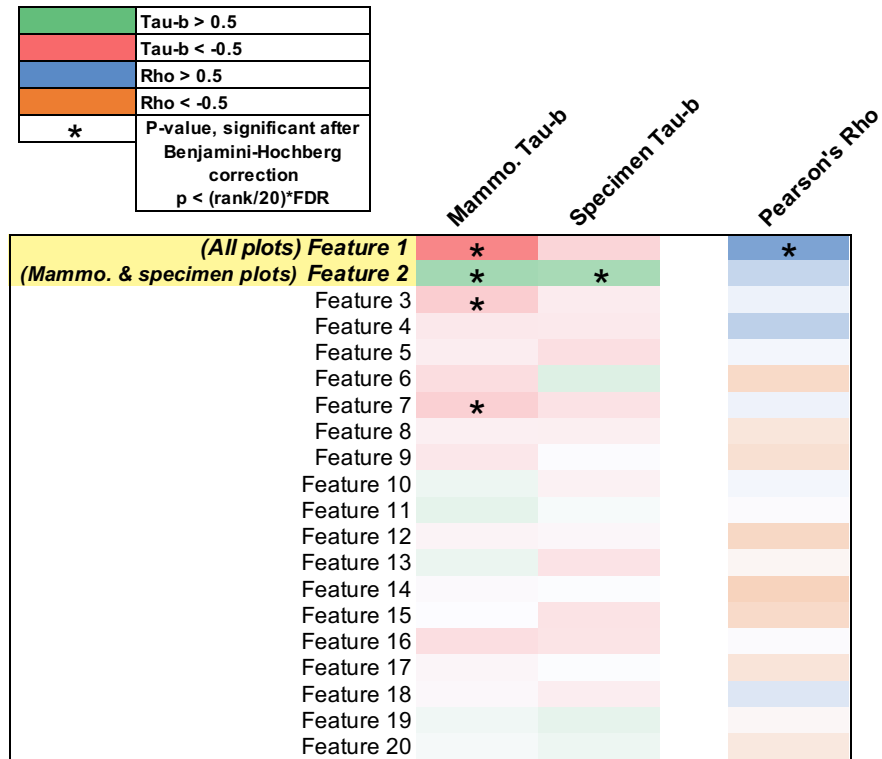 Tau-b > 0.5
Tau-b < -0.5
Rho > 0.5
Rho < -0.5
* P-value, significant after
Benjamini-Hochberg
correction
p < (rank/20)*FDR
Mammo. Tau-b
Specimen Tau-b
Pearson's Rho
(All plots) Feature 1 * *
(Mammo. & specimen plots) Feature 2 * *
Feature 3 *
Feature 4
Feature 5
Feature 6
Feature 7 *
Feature 8
Feature 9
Feature 10
Feature 11
Feature 12
Feature 13
Feature 14
Feature 15
Feature 16
Feature 17
Feature 18
Feature 19
Feature 20